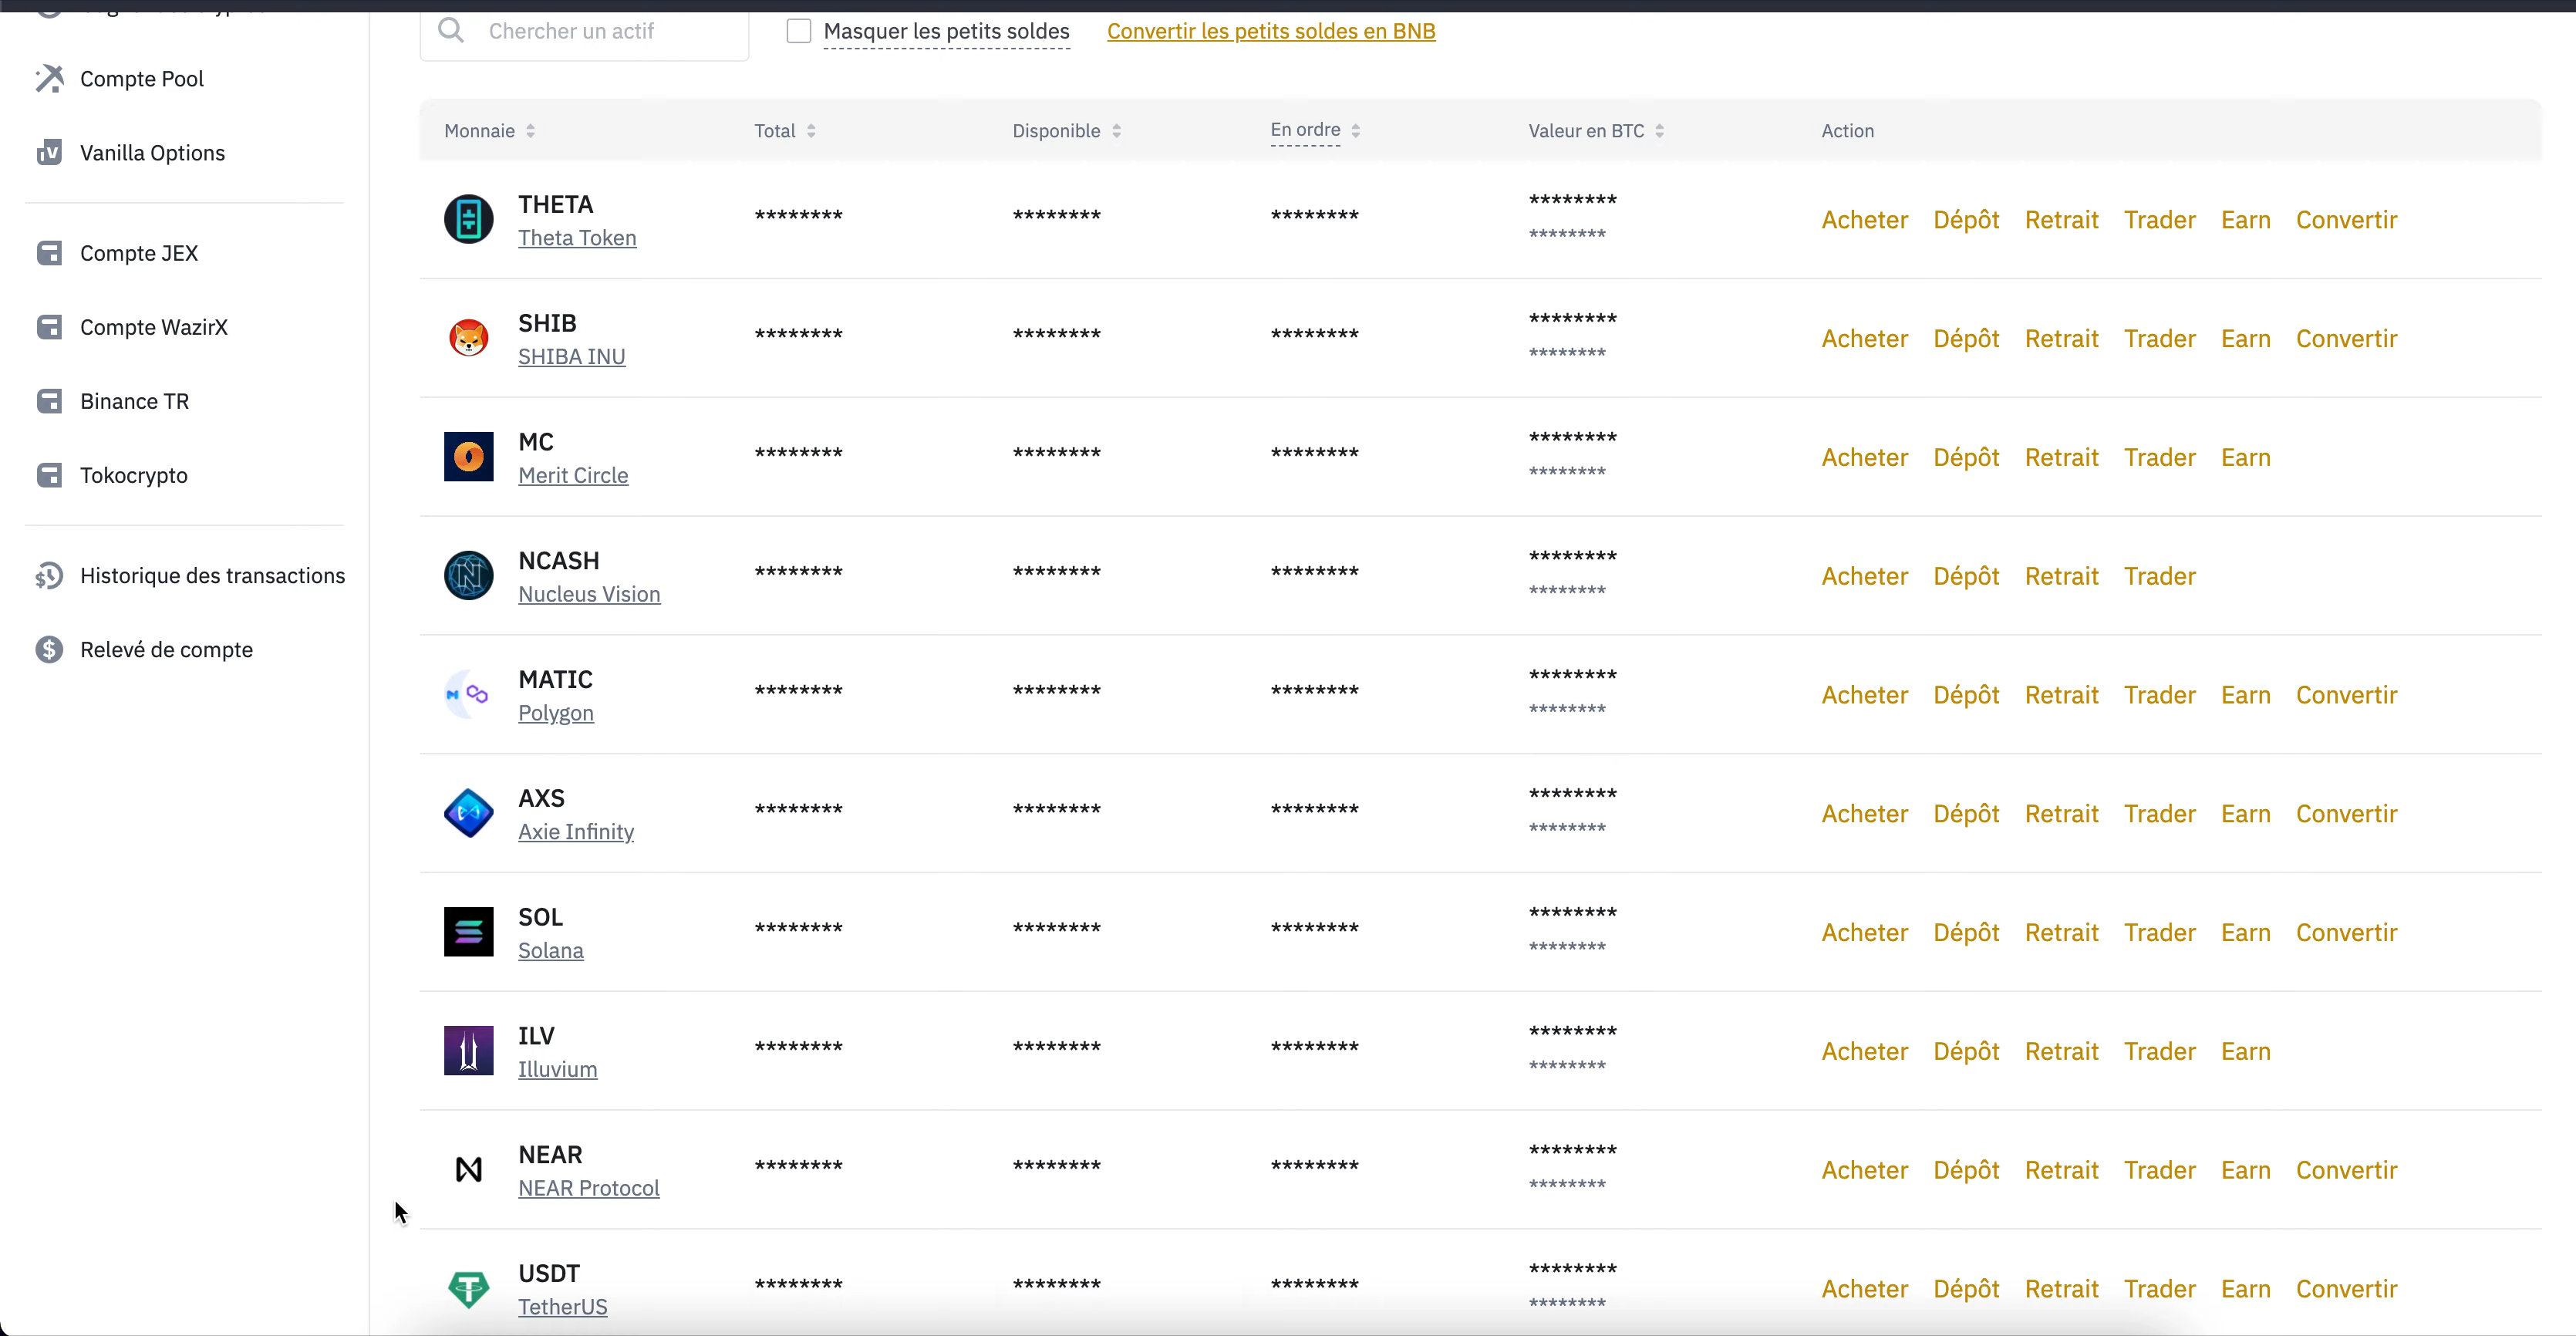 Chercher un actif
Masquer les petits soldes
Convertir les petits soldes en BNB
Compte Pool
Vanilla Options
Compte JEX
Compte WazirX
Binance TR
Tokocrypto
Historique des transactions
Relevé de compte
Monnaie Total Disponible En ordre Valeur en BTC Action
THETA
Theta Token
******** ******** ******** ********
********
Acheter Dépôt Retrait Trader Earn Convertir
SHIB
SHIBA INU
******** ******** ******** ********
********
Acheter Dépôt Retrait Trader Earn Convertir
MC
Merit Circle
******** ******** ******** ********
********
Acheter Dépôt Retrait Trader Earn
NCASH
Nucleus Vision
******** ******** ******** ********
********
Acheter Dépôt Retrait Trader
MATIC
Polygon
******** ******** ******** ********
********
Acheter Dépôt Retrait Trader Earn Convertir
AXS
Axie Infinity
******** ******** ******** ********
********
Acheter Dépôt Retrait Trader Earn Convertir
SOL
Solana
******** ******** ******** ********
********
Acheter Dépôt Retrait Trader Earn Convertir
ILV
Illuvium
******** ******** ******** ********
********
Acheter Dépôt Retrait Trader Earn
NEAR
NEAR Protocol
******** ******** ******** ********
********
Acheter Dépôt Retrait Trader Earn Convertir
USDT
TetherUS
******** ******** ******** ********
********
Acheter Dépôt Retrait Trader Earn Convertir